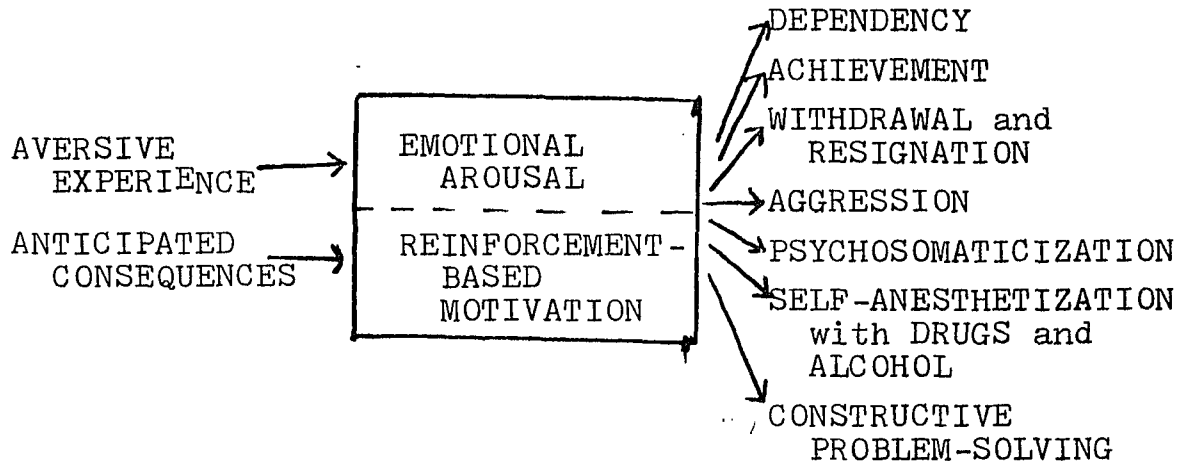 AVERSIVE
EXPERIENCE
ANTICIPATED
CONSEQUENCES
EMOTIONAL
AROUSAL
REINFORCEMENT-
BASED
MOTIVATION
DEPENDENCY
ACHIEVEMENT
WITHDRAWAL and
RESIGNATION
AGGRESSION
PSYCHOSOMATICIZATION
SELF-ANESTHETIZATION
with DRUGS and
ALCOHOL
CONSTRUCTIVE
PROBLEM-SOLVING